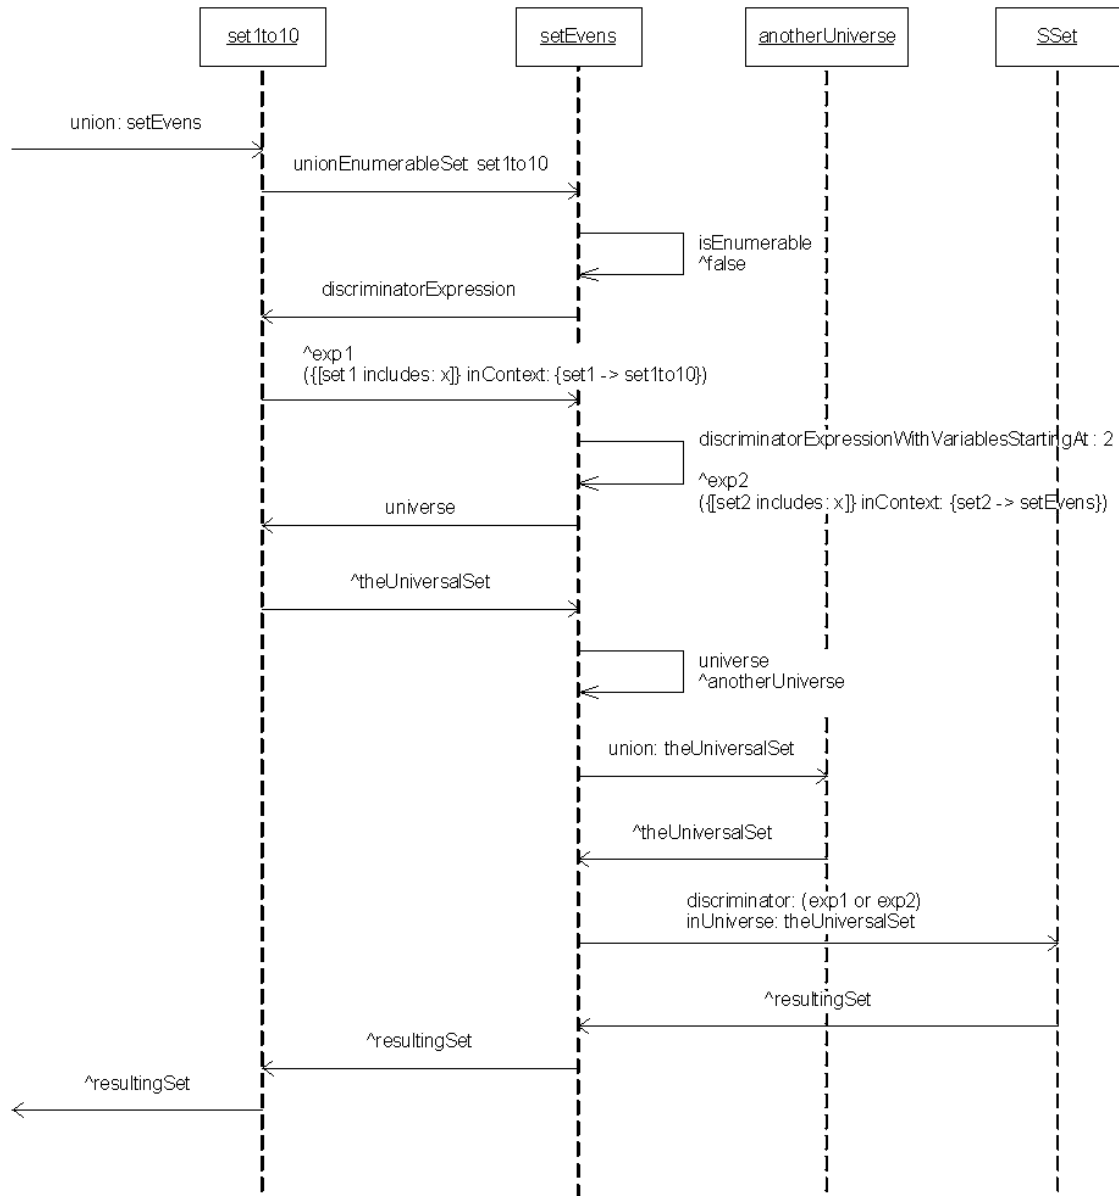 set1to10
setEvens
anotherUniverse
SSet
union: setEvens
unionEnumerableSet: set1to10
isEnumerable
^false
discriminatorExpression
^exp1
({[set1 includes: x]} inContext: {set1 -> set1to10})
discriminatorExpressionWithVariablesStartingAt: 2
^exp2
({[set2 includes: x]} inContext: {set2 -> setEvens})
universe
^theUniversalSet
universe
^anotherUniverse
union: theUniversalSet
^theUniversalSet
discriminator: (exp1 or exp2)
inUniverse: theUniversalSet
^resultingSet
^resultingSet
^resultingSet